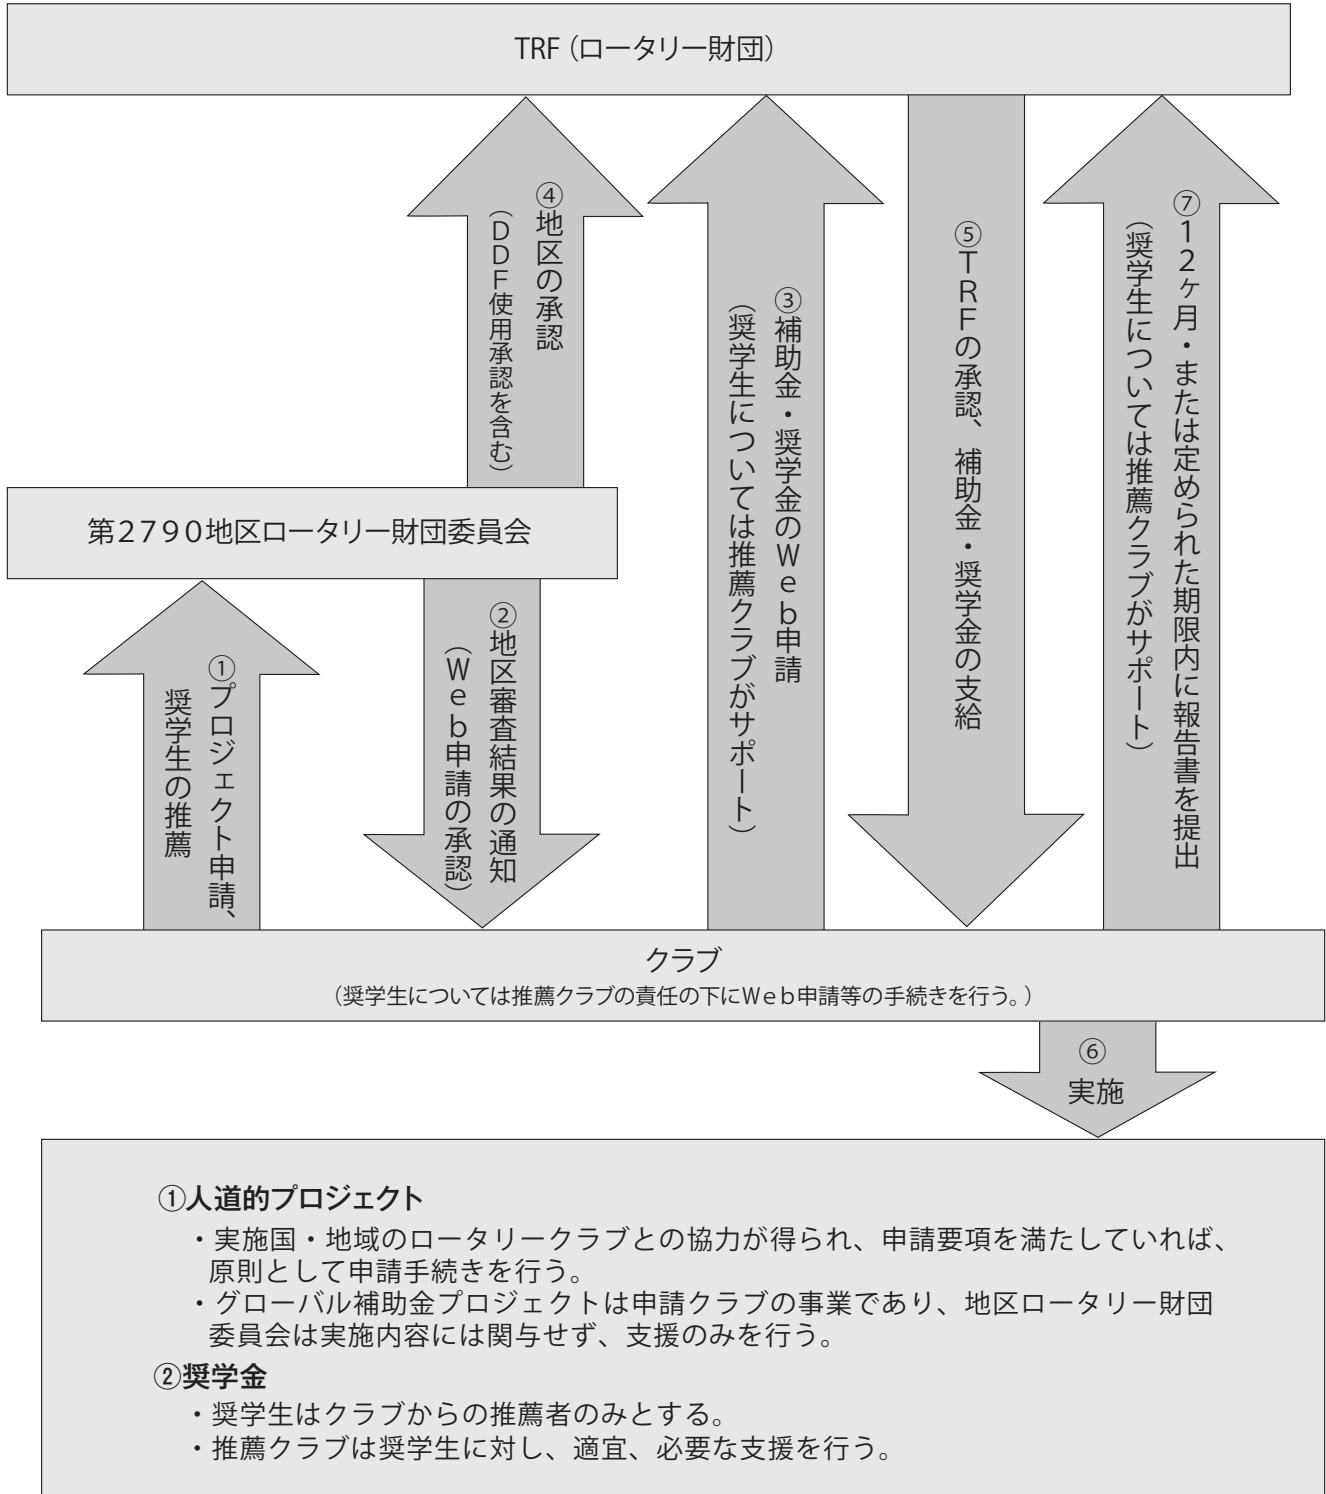 TRF（ロータリー財団）
④地区の承認
（DDF使用承認を含む）
③補助金・奨学金のWeb申請
（奨学生については推薦クラブがサポート）
⑤TRFの承認、補助金・奨学金の支給
⑦12ヶ月・または定められた期限内に報告書を提出
（奨学生については推薦クラブがサポート）
第2790地区ロータリー財団委員会
①プロジェクト申請、
奨学生の推薦
②地区審査結果の通知
（Web申請の承認）
クラブ
（奨学生については推薦クラブの責任の下にWeb申請等の手続きを行う。）
⑥
実施
①人道的プロジェクト
・実施国・地域のロータリークラブとの協力が得られ、申請要項を満たしていれば、
原則として申請手続きを行う。
・グローバル補助金プロジェクトは申請クラブの事業であり、地区ロータリー財団
委員会は実施内容には関与せず、支援のみを行う。
②奨学金
・奨学生はクラブからの推薦者のみとする。
・推薦クラブは奨学生に対し、適宜、必要な支援を行う。